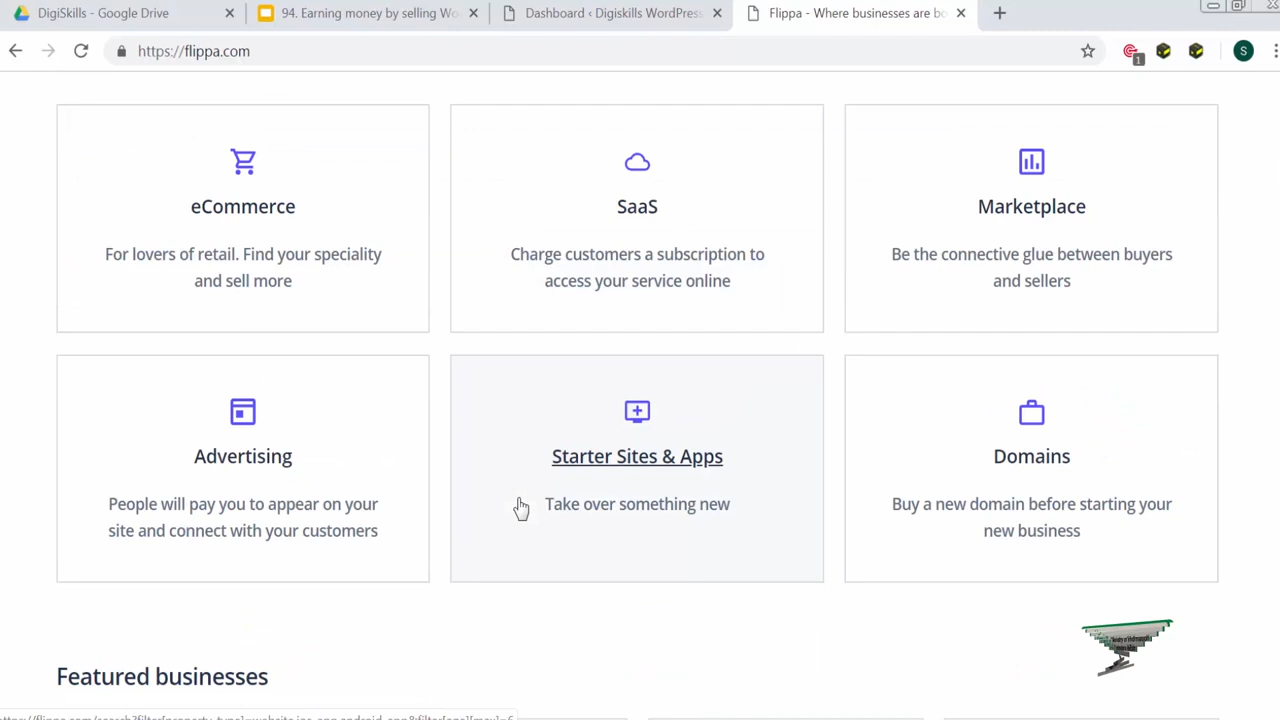 DigiSkills - Google Drive
94. Earning money by selling Wo
Dashboard ‹ Digiskills WordPress
Flippa - Where businesses are bo
https://flippa.com
1
S
eCommerce
For lovers of retail. Find your speciality
and sell more
SaaS
Charge customers a subscription to
access your service online
Marketplace
Be the connective glue between buyers
and sellers
Advertising
People will pay you to appear on your
site and connect with your customers
Starter Sites & Apps
Take over something new
Domains
Buy a new domain before starting your
new business
Featured businesses